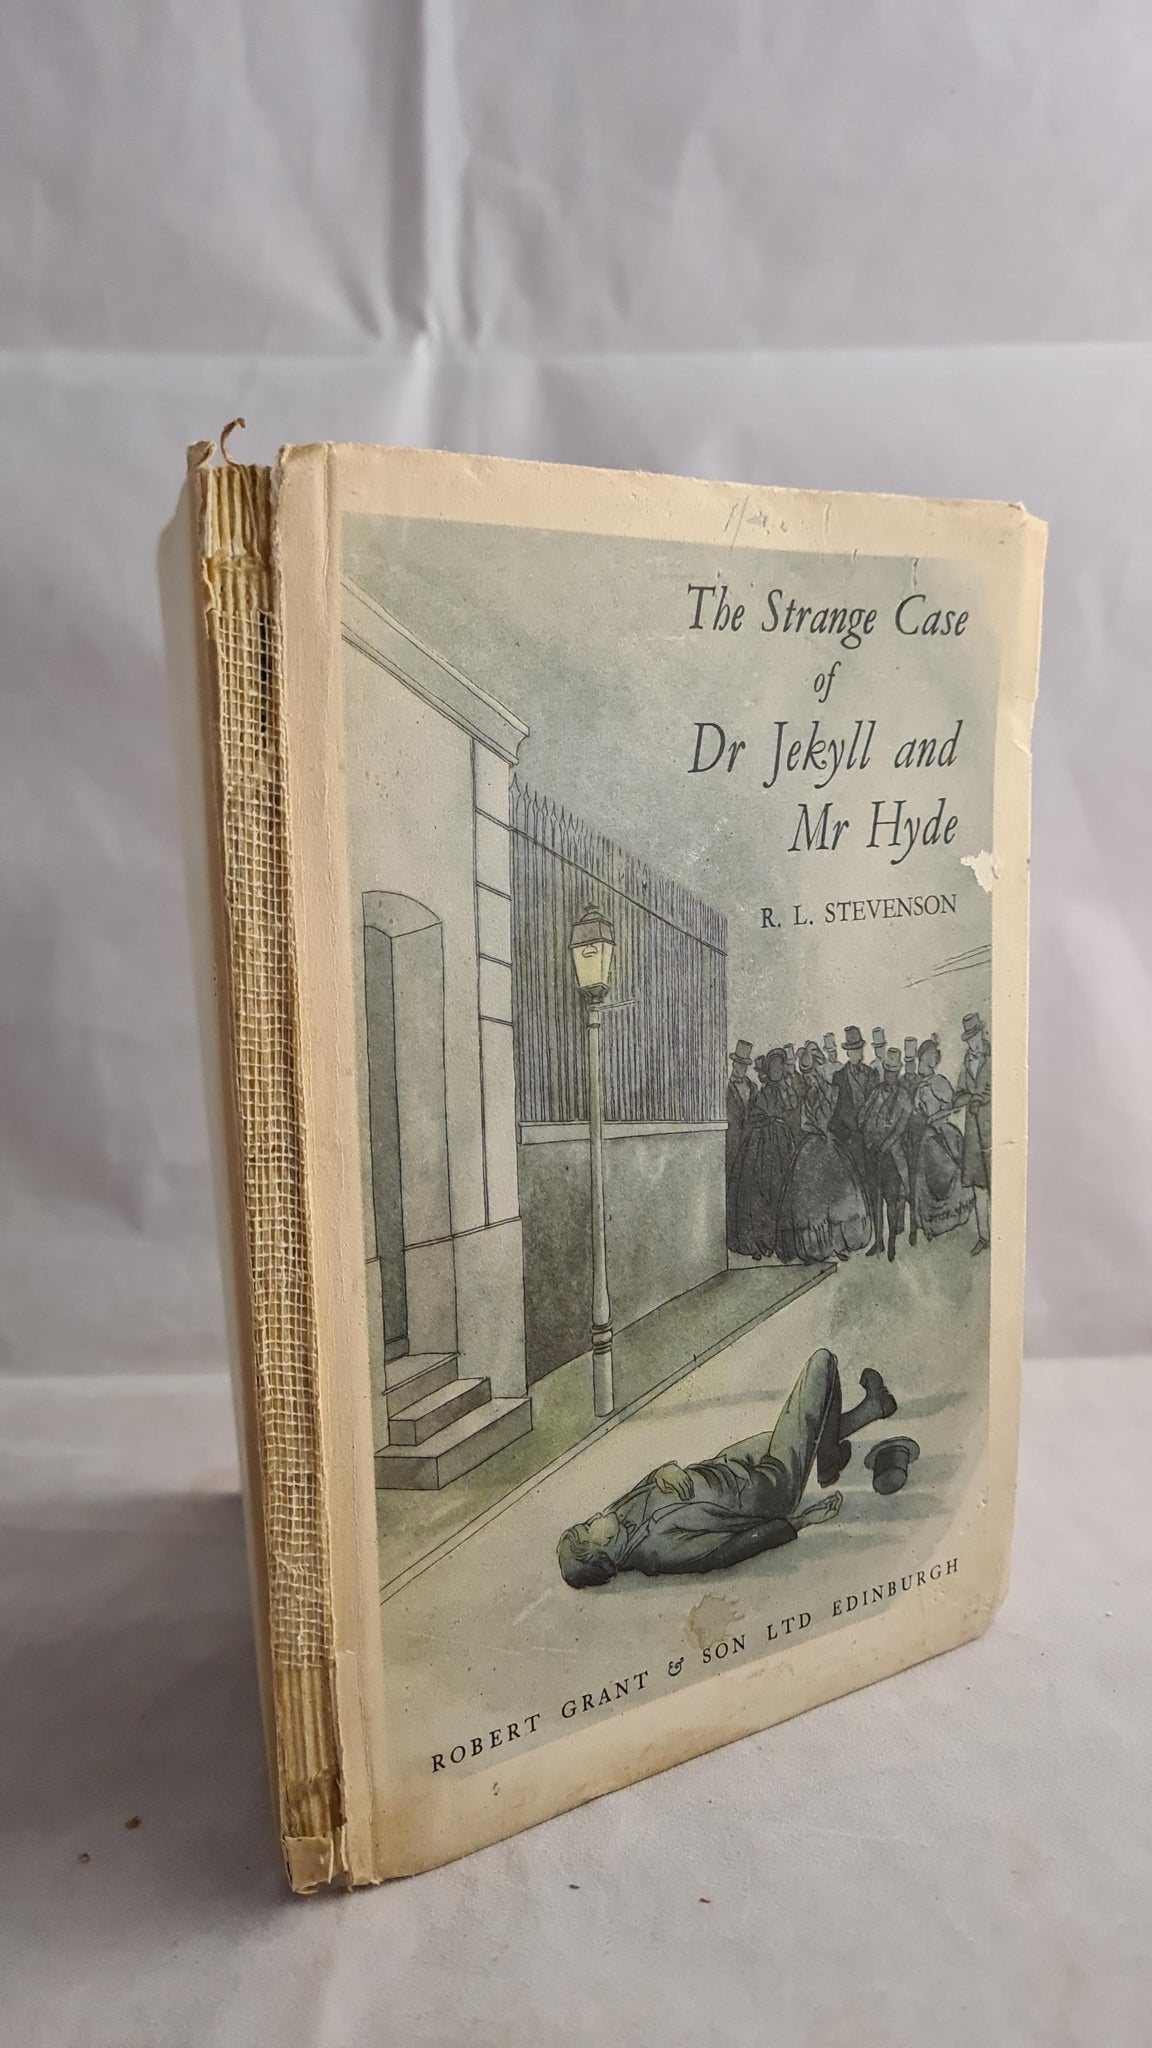 The Strange Case
of
Dr Jekyll and
Mr Hyde
R. L. STEVENSON
ROBERT GRANT & SON LTD EDINBURGH